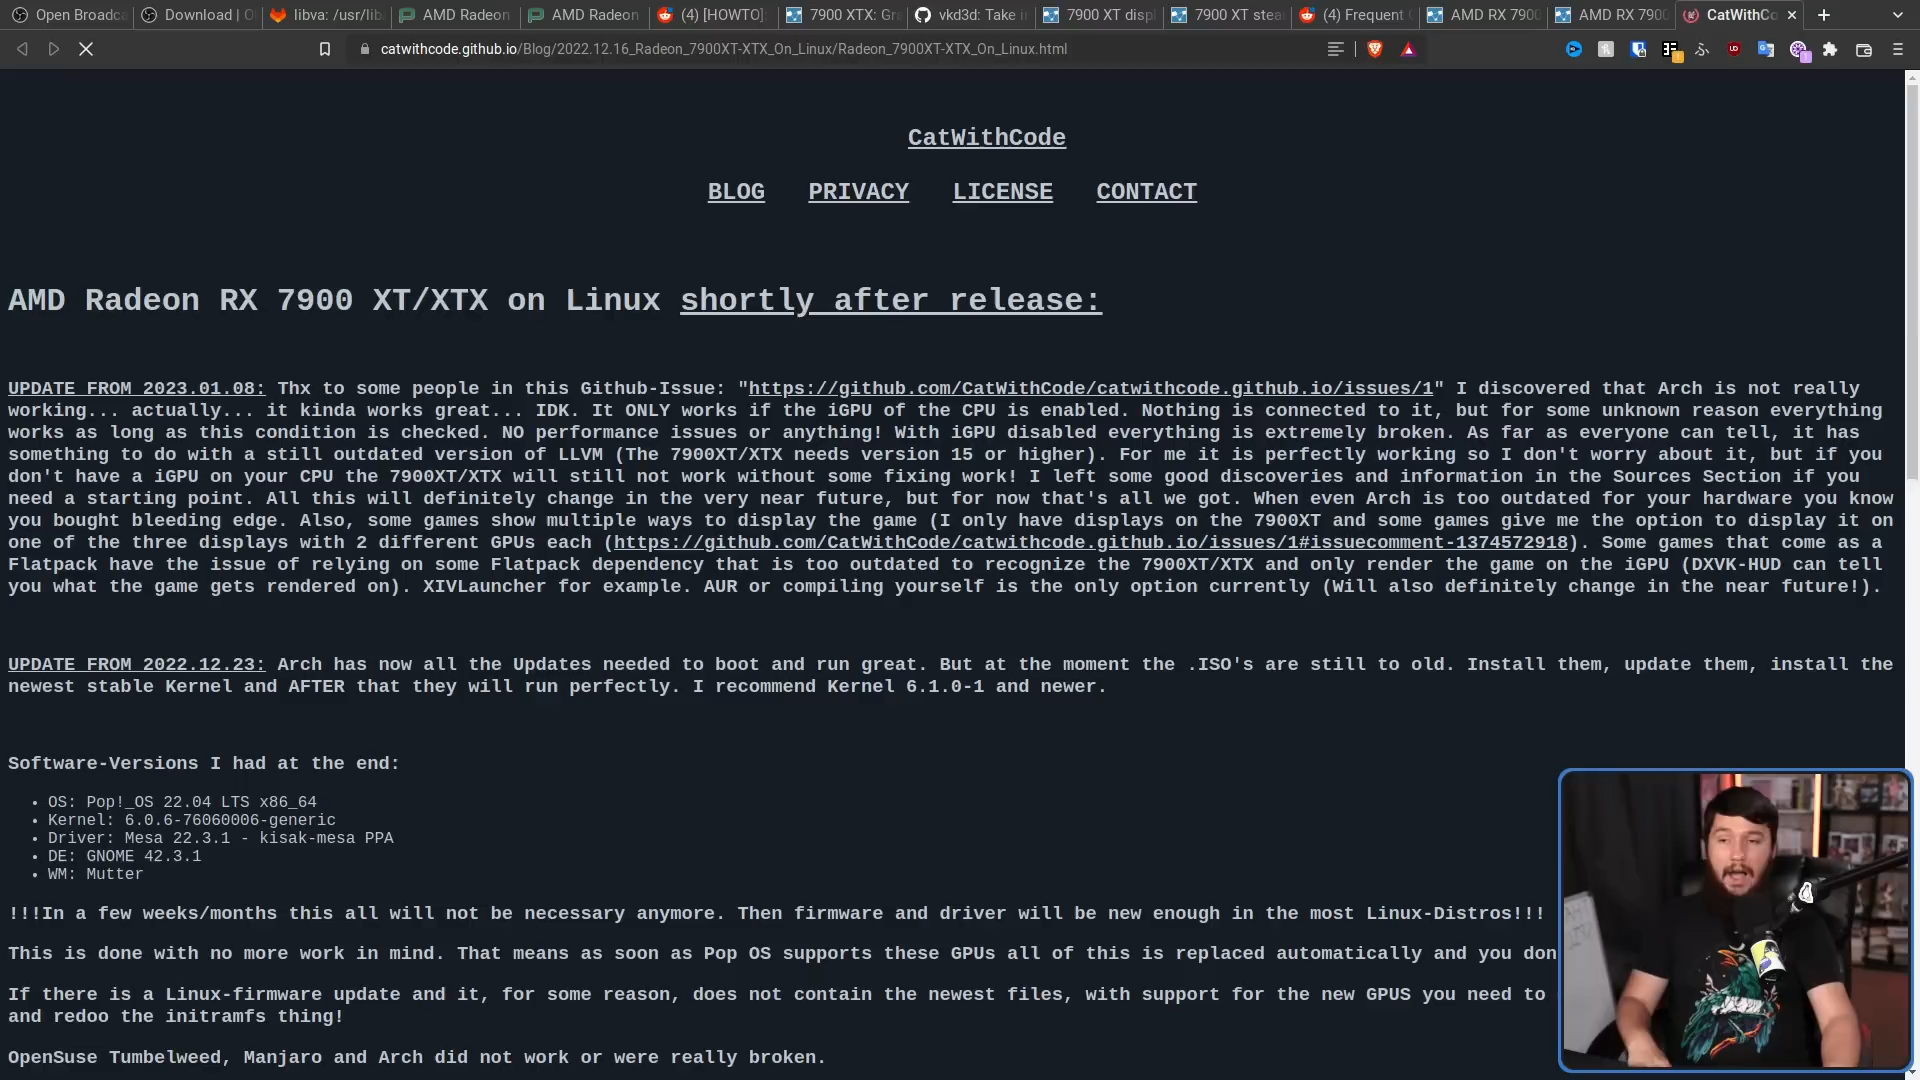 Open Broadca
Download | O
libva: /usr/lib
AMD Radeon
AMD Radeon
(4) [HOWTO]:
7900 XTX: Gra
vkd3d: Take i
7900 XT displ
7900 XT stea
(4) Frequent
AMD RX 7900
AMD RX 7900
CatWithCo
catwithcode.github.io/Blog/2022.12.16_Radeon_7900XT-XTX_On_Linux/Radeon_7900XT-XTX_On_Linux.html
CatWithCode
BLOG PRIVACY LICENSE CONTACT
AMD Radeon RX 7900 XT/XTX on Linux shortly after release:
UPDATE FROM 2023.01.08: Thx to some people in this Github-Issue: "https://github.com/CatWithCode/catwithcode.github.io/issues/1" I discovered that Arch is not really
working... actually... it kinda works great... IDK. It ONLY works if the iGPU of the CPU is enabled. Nothing is connected to it, but for some unknown reason everything
works as long as this condition is checked. NO performance issues or anything! With iGPU disabled everything is extremely broken. As far as everyone can tell, it has
something to do with a still outdated version of LLVM (The 7900XT/XTX needs version 15 or higher). For me it is perfectly working so I don't worry about it, but if you
don't have a iGPU on your CPU the 7900XT/XTX will still not work without some fixing work! I left some good discoveries and information in the Sources Section if you
need a starting point. All this will definitely change in the very near future, but for now that's all we got. When even Arch is too outdated for your hardware you know
you bought bleeding edge. Also, some games show multiple ways to display the game (I only have displays on the 7900XT and some games give me the option to display it on
one of the three displays with 2 different GPUs each (https://github.com/CatWithCode/catwithcode.github.io/issues/1#issuecomment-1374572918). Some games that come as a
Flatpack have the issue of relying on some Flatpack dependency that is too outdated to recognize the 7900XT/XTX and only render the game on the iGPU (DXVK-HUD can tell
you what the game gets rendered on). XIVLauncher for example. AUR or compiling yourself is the only option currently (Will also definitely change in the near future!).
UPDATE FROM 2022.12.23: Arch has now all the Updates needed to boot and run great. But at the moment the .ISO's are still to old. Install them, update them, install the
newest stable Kernel and AFTER that they will run perfectly. I recommend Kernel 6.1.0-1 and newer.
Software-Versions I had at the end:
• OS: Pop!_OS 22.04 LTS x86_64
• Kernel: 6.0.6-76060006-generic
• Driver: Mesa 22.3.1 - kisak-mesa PPA
• DE: GNOME 42.3.1
• WM: Mutter
!!!In a few weeks/months this all will not be necessary anymore. Then firmware and driver will be new enough in the most Linux-Distros!!!
This is done with no more work in mind. That means as soon as Pop OS supports these GPUs all of this is replaced automatically and you don
If there is a Linux-firmware update and it, for some reason, does not contain the newest files, with support for the new GPUS you need to
and redoo the initramfs thing!
OpenSuse Tumbelweed, Manjaro and Arch did not work or were really broken.